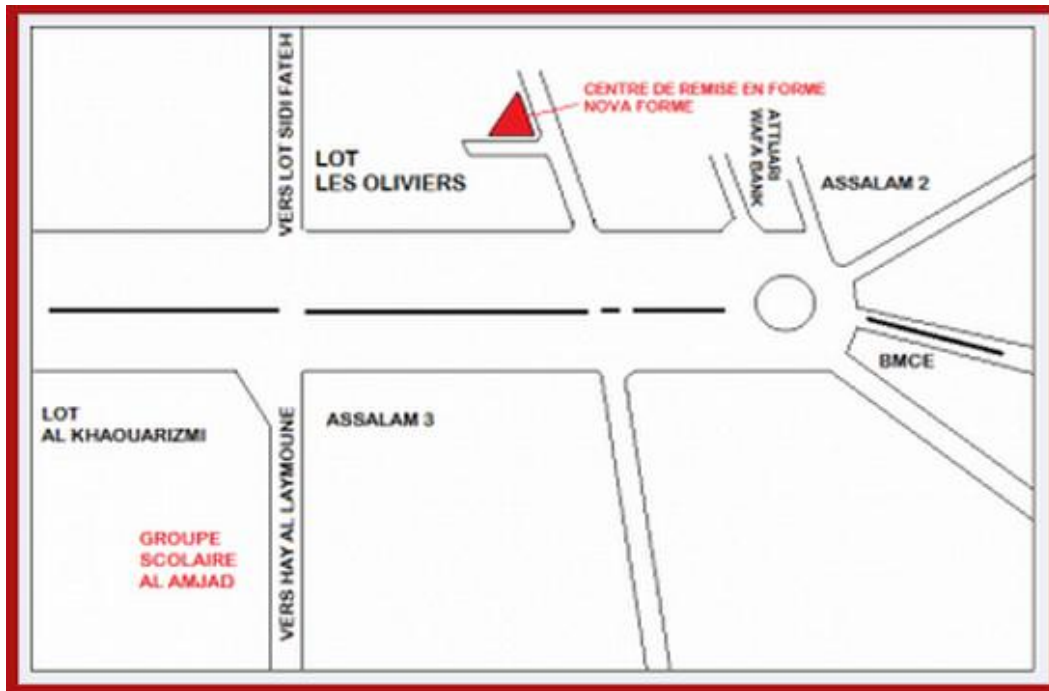 VERS LOT SIDI FATEH
CENTRE DE REMISE EN FORME
NOVA FORME
LOT
LES OLIVIERS
ATTIJARI
WAFA BANK
ASSALAM 2
BMCE
LOT
AL KHAOUARIZMI
ASSALAM 3
GROUPE
SCOLAIRE
AL AMJAD
VERS HAY AL LAYMOUNE